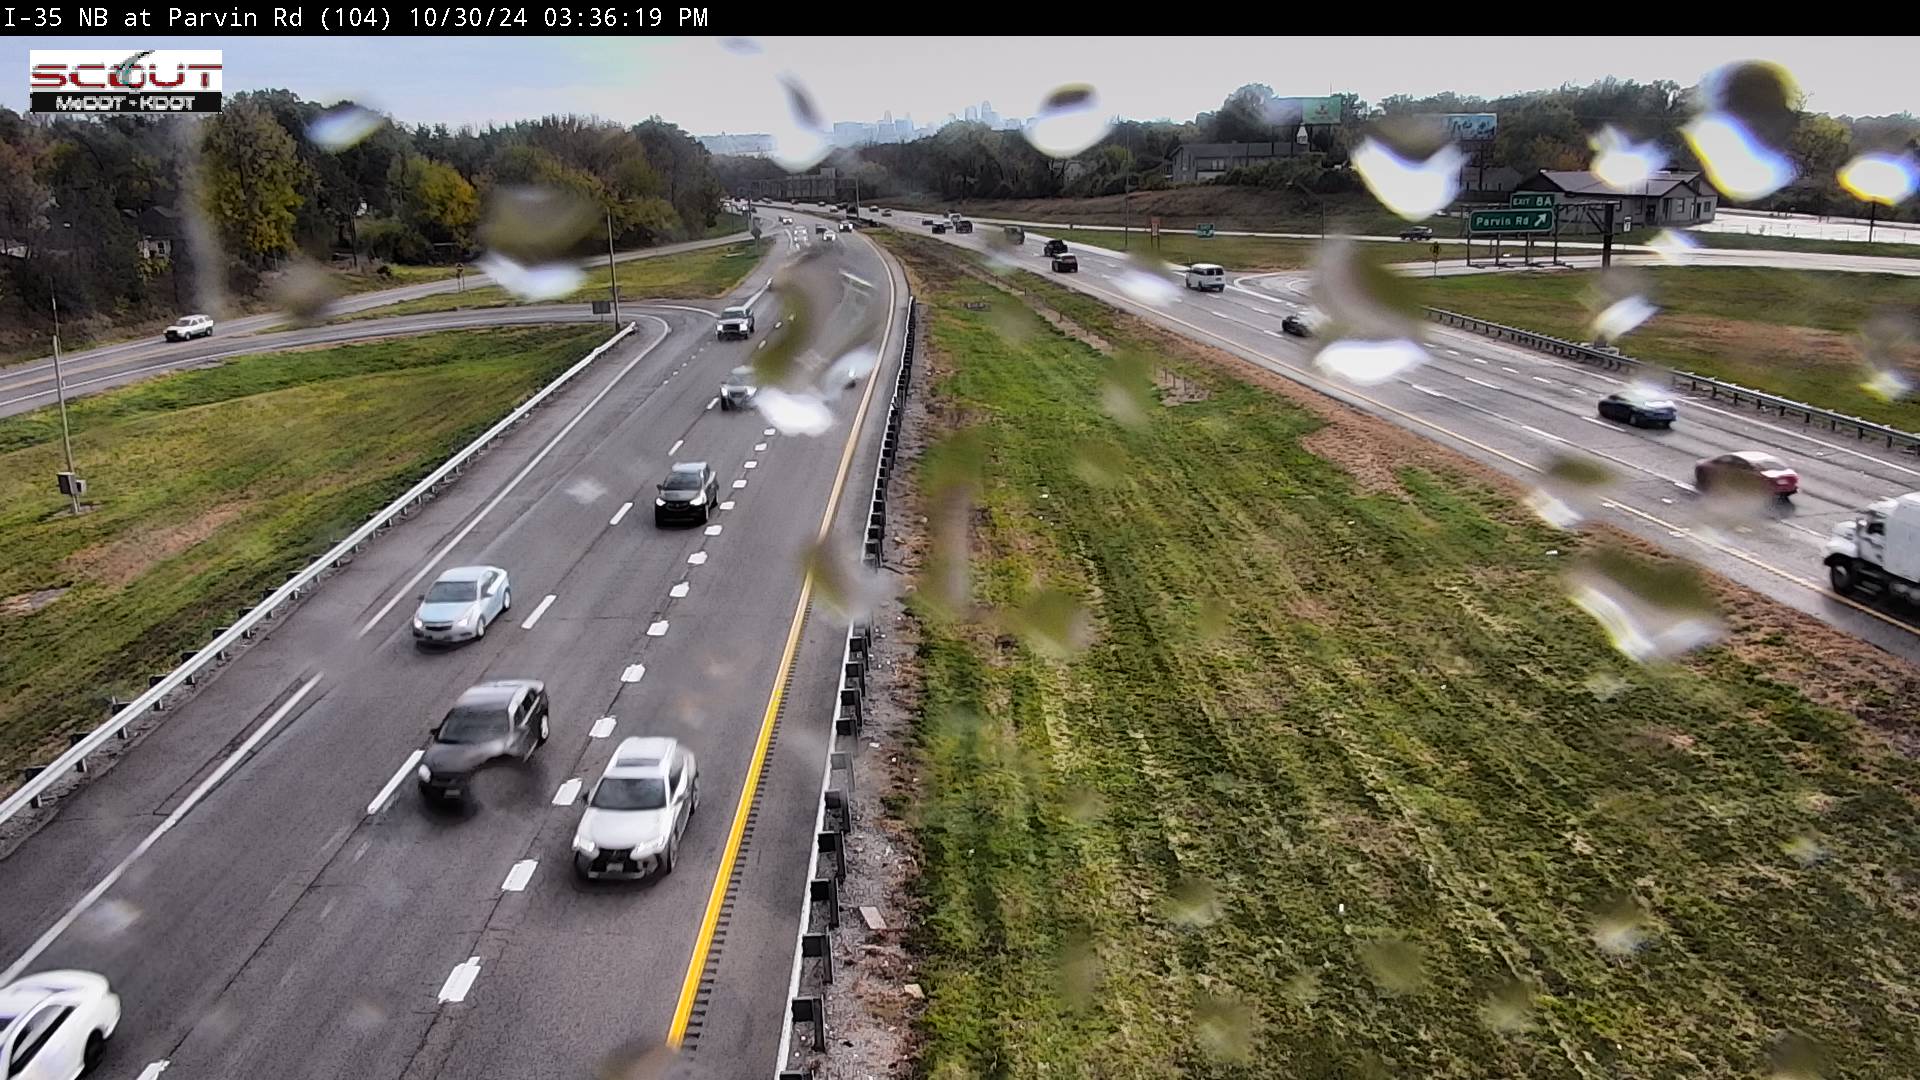 I-35 NB at Parvin Rd (104) 10/30/24 03:36:19 PM
SCOUT
MoDOT - KDOT
EXIT 8A
Parvin Rd